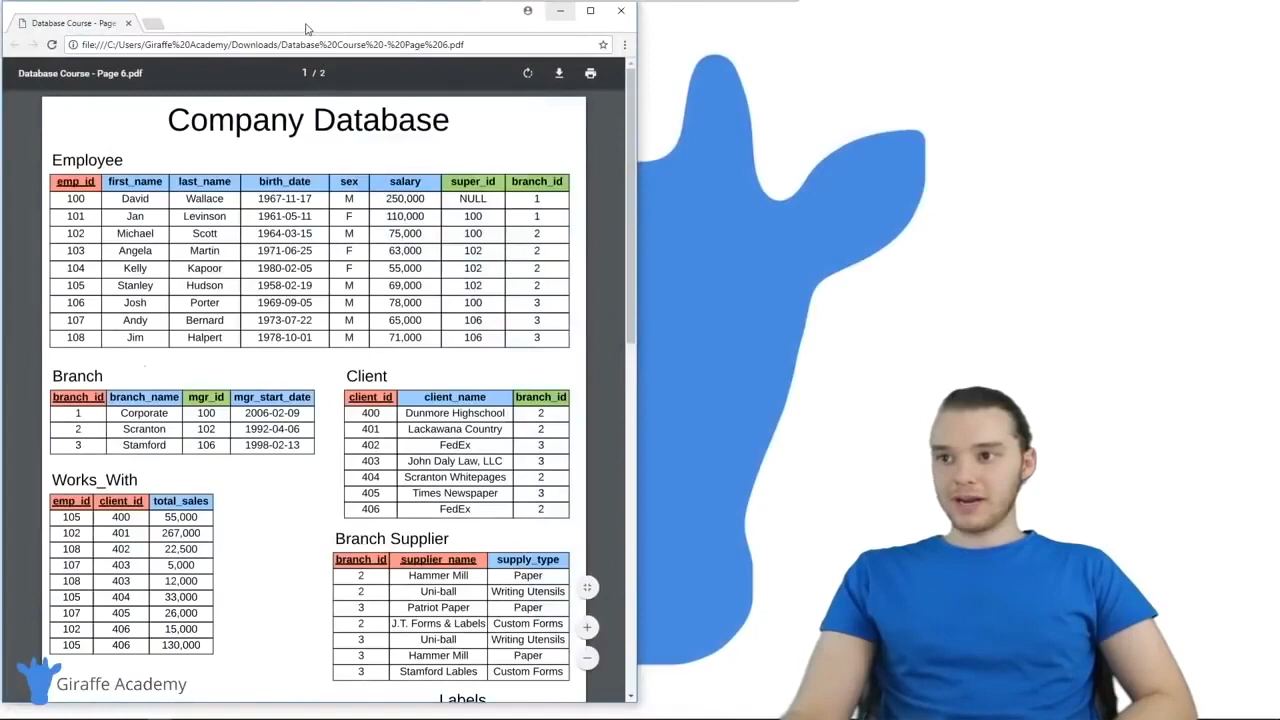 Database Course - Page
file:///C:/Users/Giraffe%20Academy/Downloads/Database%20Course%20-%20Page%206.pdf
Database Course - Page 6.pdf
1 / 2
Company Database
Employee
emp_id first_name last_name birth_date sex salary super_id branch_id
100 David Wallace 1967-11-17 M 250,000 NULL 1
101 Jan Levinson 1961-05-11 F 110,000 100 1
102 Michael Scott 1964-03-15 M 75,000 100 2
103 Angela Martin 1971-06-25 F 63,000 102 2
104 Kelly Kapoor 1980-02-05 F 55,000 102 2
105 Stanley Hudson 1958-02-19 M 69,000 102 2
106 Josh Porter 1969-09-05 M 78,000 100 3
107 Andy Bernard 1973-07-22 M 65,000 106 3
108 Jim Halpert 1978-10-01 M 71,000 106 3
Branch
branch_id branch_name mgr_id mgr_start_date
1 Corporate 100 2006-02-09
2 Scranton 102 1992-04-06
3 Stamford 106 1998-02-13
Client
client_id client_name branch_id
400 Dunmore Highschool 2
401 Lackawana Country 2
402 FedEx 3
403 John Daly Law, LLC 3
404 Scranton Whitepages 2
405 Times Newspaper 3
406 FedEx 2
Works_With
emp_id client_id total_sales
105 400 55,000
102 401 267,000
108 402 22,500
107 403 5,000
108 403 12,000
105 404 33,000
107 405 26,000
102 406 15,000
105 406 130,000
Branch Supplier
branch_id supplier_name supply_type
2 Hammer Mill Paper
2 Uni-ball Writing Utensils
3 Patriot Paper Paper
2 J.T. Forms & Labels Custom Forms
3 Uni-ball Writing Utensils
3 Hammer Mill Paper
3 Stamford Lables Custom Forms
Labels
Giraffe Academy